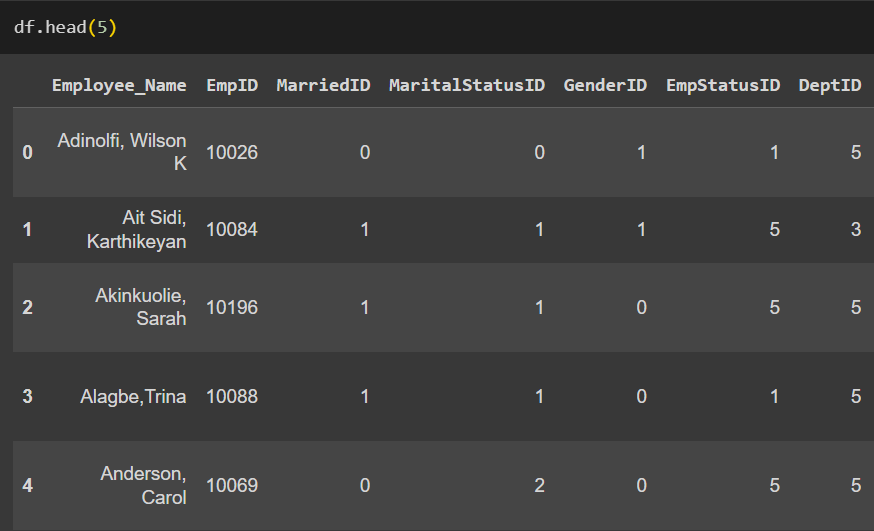 df.head(5)
Employee_Name EmpID MarriedID MaritalStatusID GenderID EmpStatusID DeptID
0 Adinolfi, Wilson K 10026 0 0 1 1 5
1 Ait Sidi, Karthikeyan 10084 1 1 1 5 3
2 Akinkuolie, Sarah 10196 1 1 0 5 5
3 Alagbe,Trina 10088 1 1 0 1 5
4 Anderson, Carol 10069 0 2 0 5 5